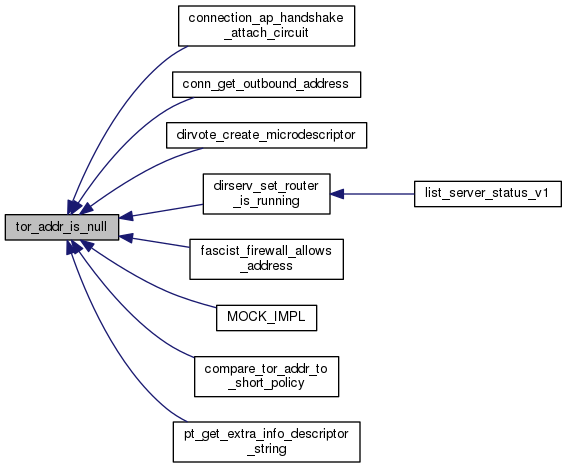 connection_ap_handshake
_attach_circuit
conn_get_outbound_address
dirvote_create_microdescriptor
dirserv_set_router
_is_running
list_server_status_v1
tor_addr_is_null
fascist_firewall_allows
_address
MOCK_IMPL
compare_tor_addr_to
_short_policy
pt_get_extra_info_descriptor
_string